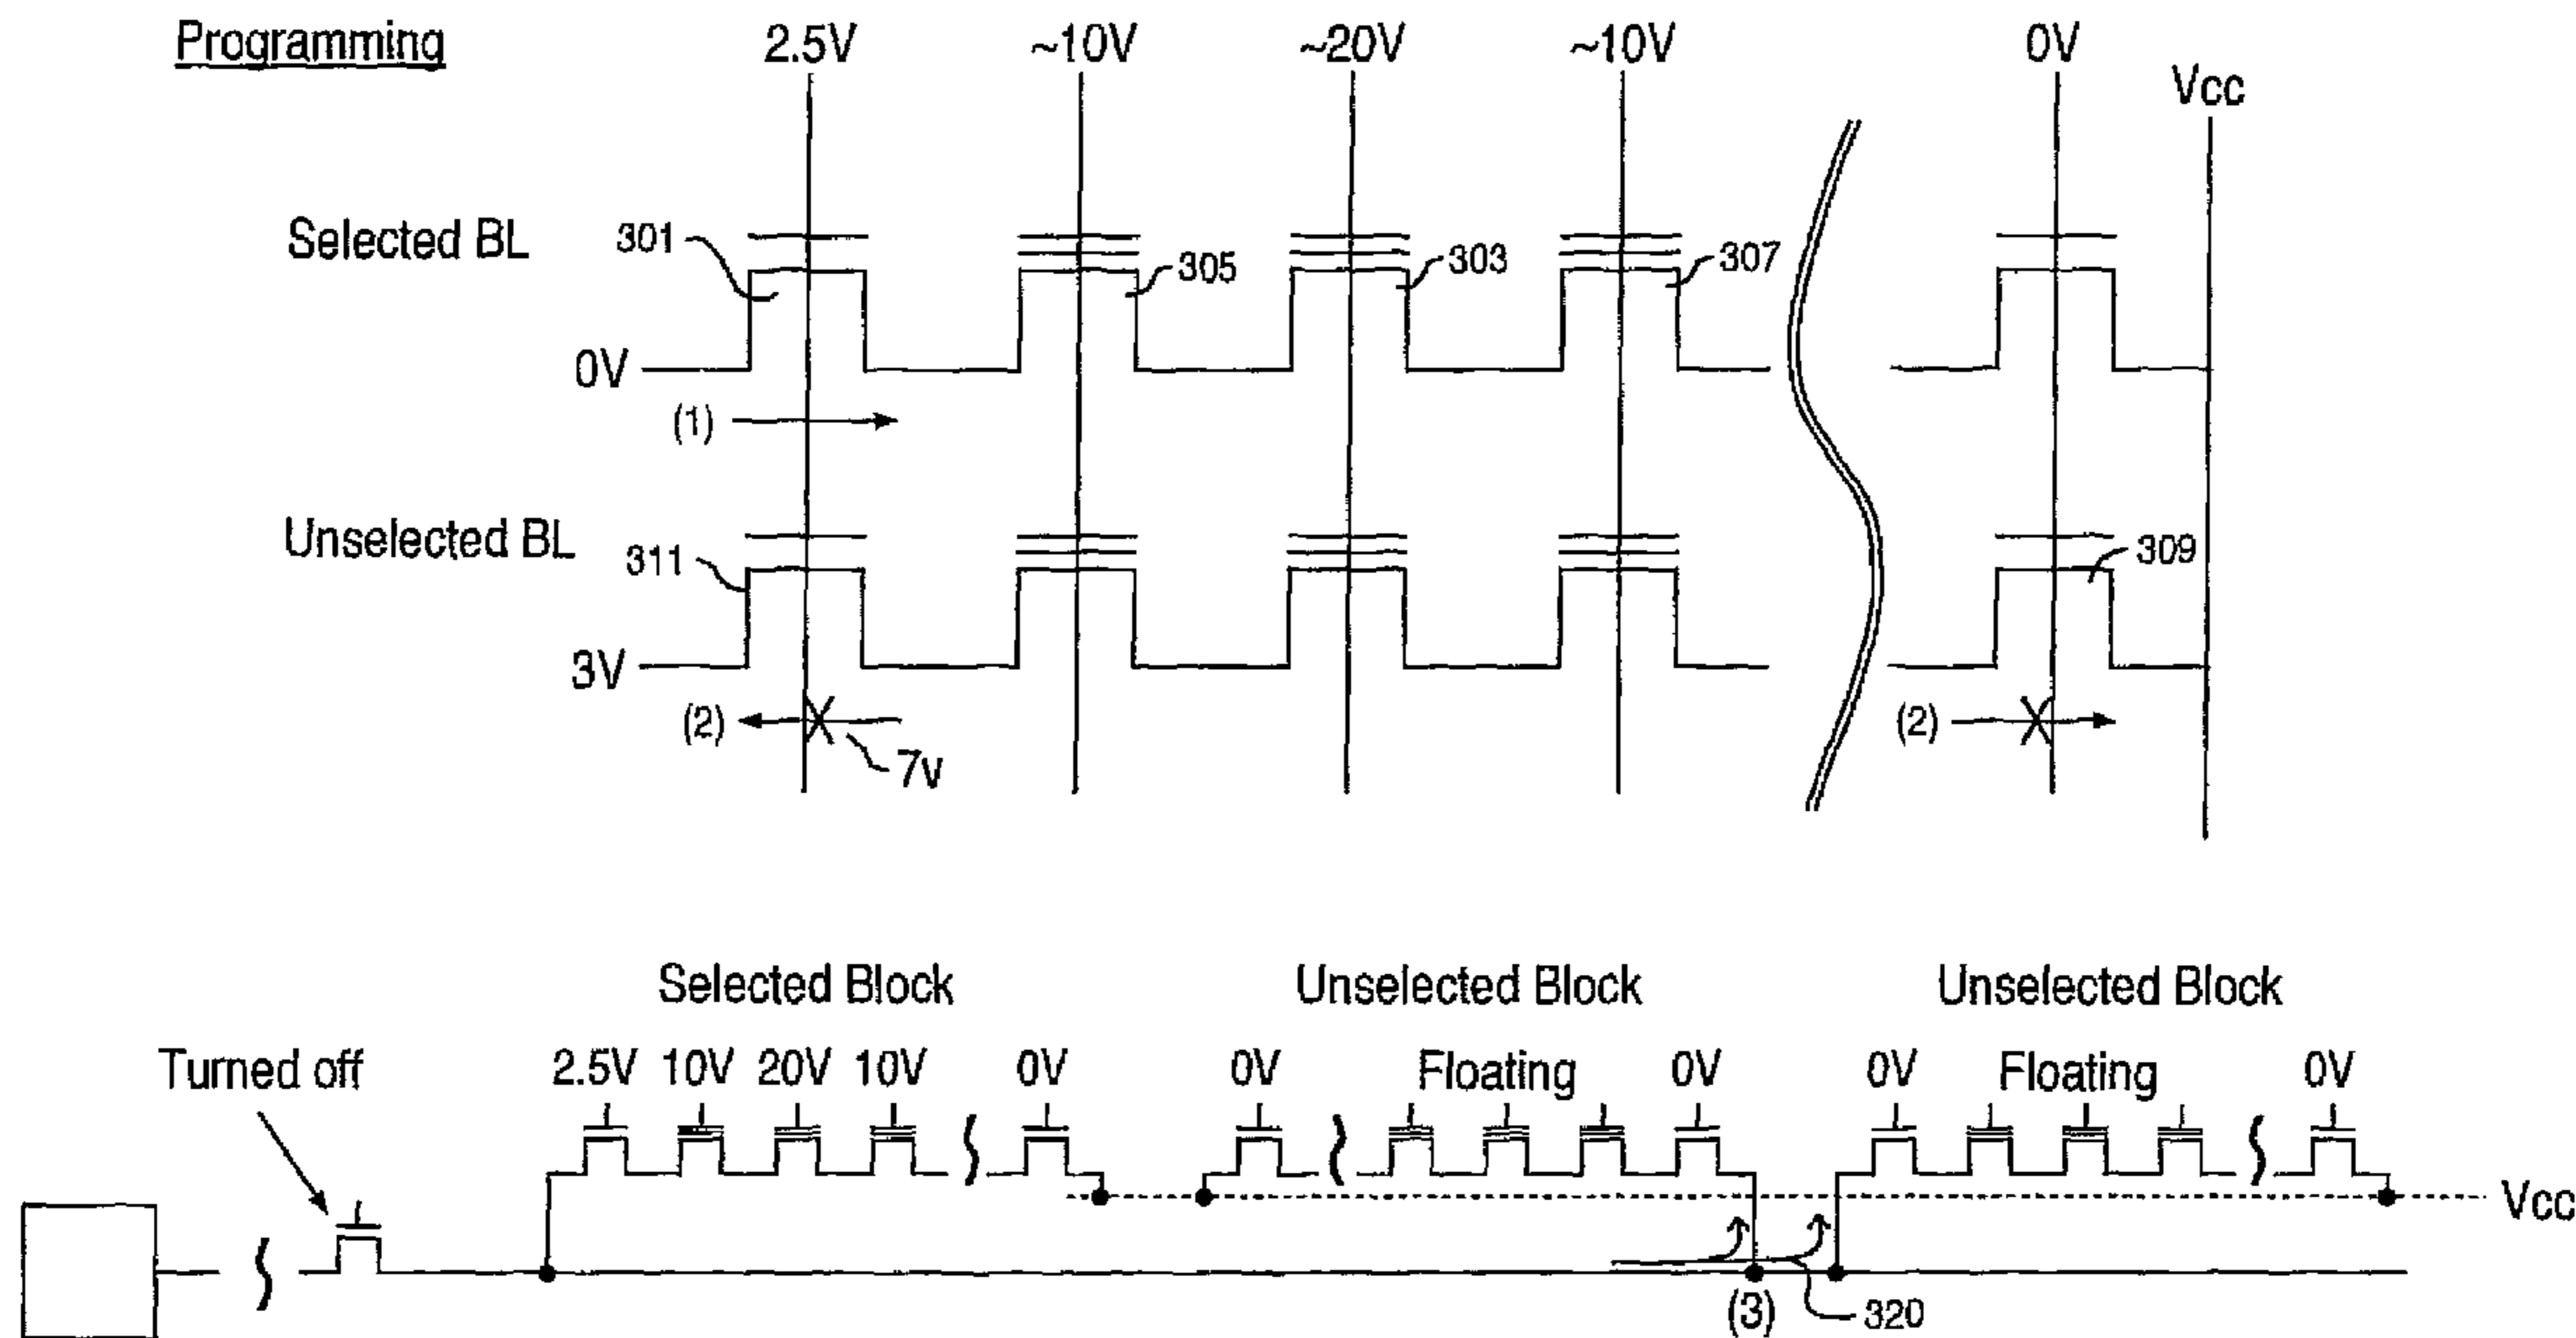 Programming
2.5V ~10V ~20V ~10V 0V Vcc
Selected BL 301 305 303 307
0V
(1)
Unselected BL 311 309
3V
(2) 7v (2)
Selected Block Unselected Block Unselected Block
Turned off 2.5V 10V 20V 10V 0V 0V Floating 0V 0V Floating 0V
Vcc
(3) 320